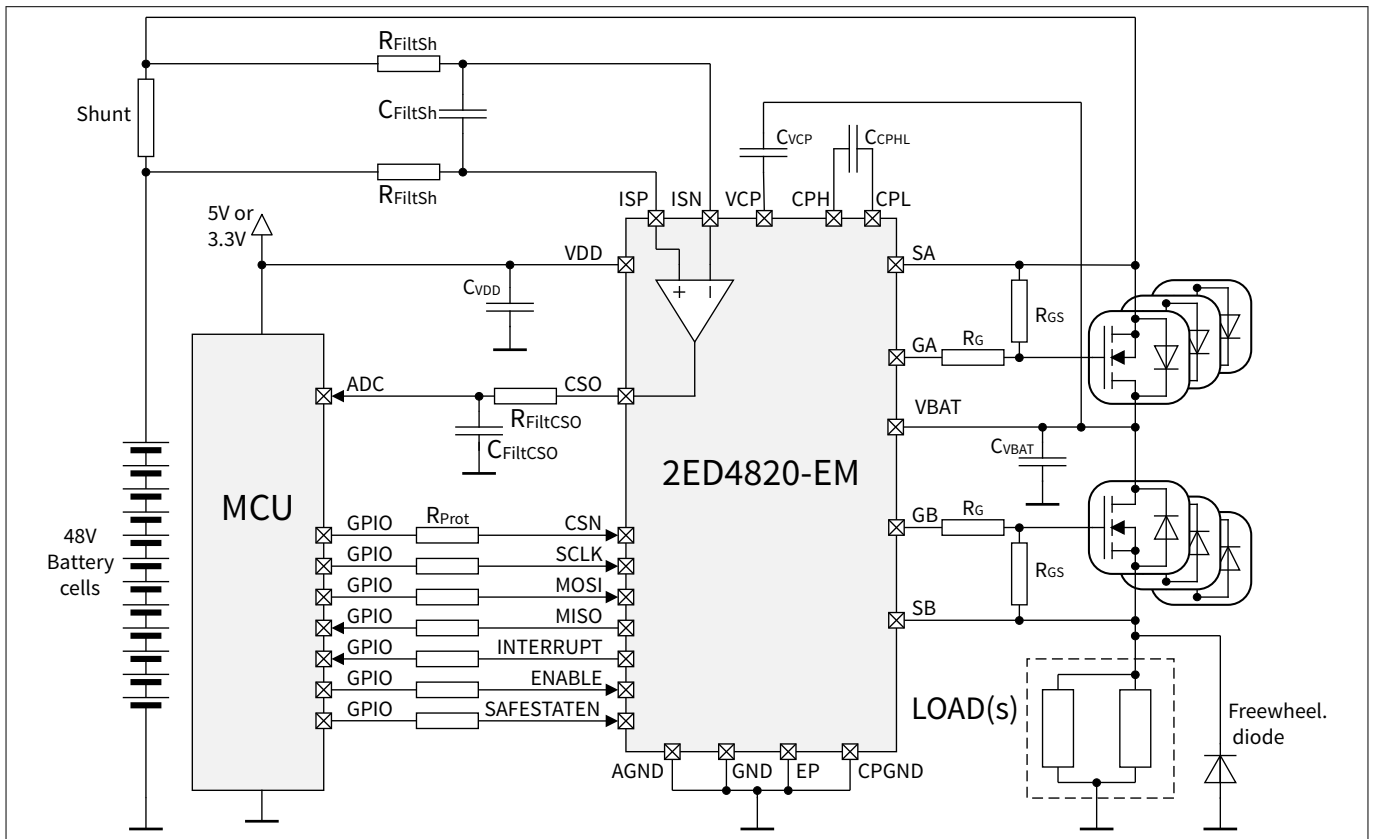 RFiltSh
Shunt
CFiltSh
RFiltSh
CVCP
CCPHL
ISP
ISN
VCP
CPH
CPL
5V or
3.3V
VDD
CVDD
+
–
SA
RGS
GA
RG
ADC
CSO
RFiltCSO
CFiltCSO
VBAT
CVBAT
2ED4820-EM
MCU
48V
Battery
cells
GPIO
RProt
CSN
GPIO
SCLK
GPIO
MOSI
GPIO
MISO
GPIO
INTERRUPT
GPIO
ENABLE
GPIO
SAFESTATEN
GB
RG
RGS
SB
LOAD(s)
Freewheel.
diode
AGND
GND
EP
CPGND